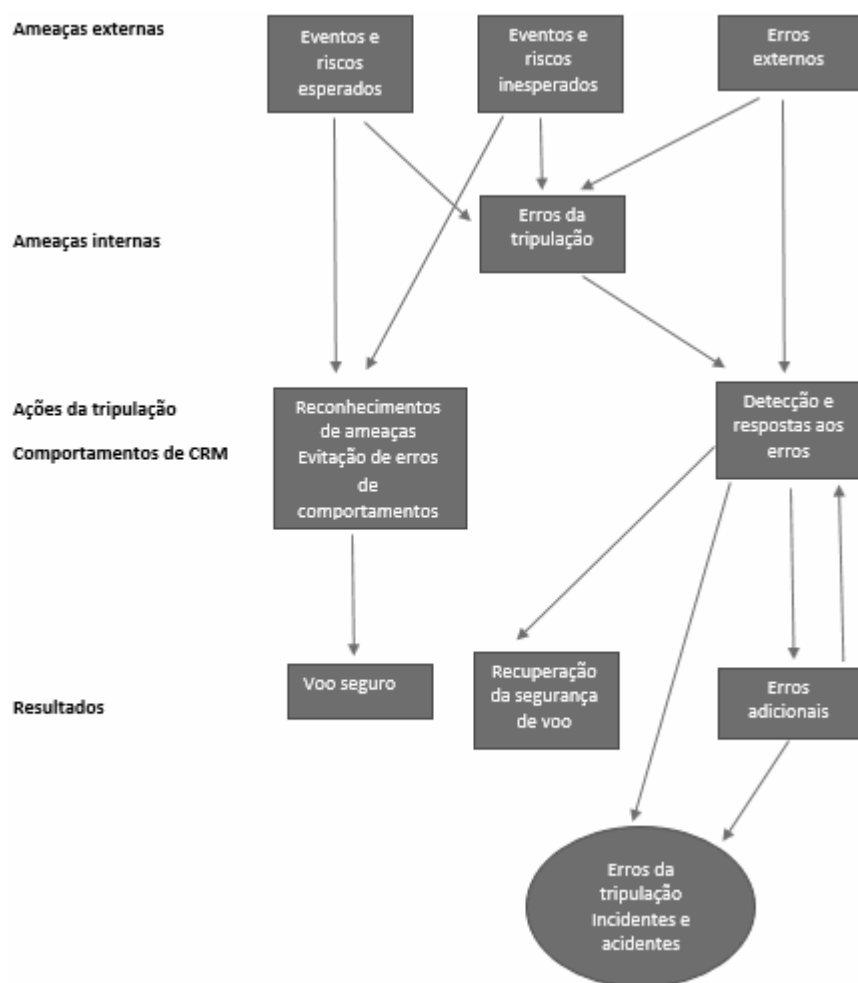 Ameaças externas
Eventos e
riscos
esperados
Eventos e
riscos
inesperados
Erros
externos
Ameaças internas
Erros da
tripulação
Ações da tripulação
Comportamentos de CRM
Reconhecimentos
de ameaças
Evitação de erros
de
comportamentos
Detecção e
respostas aos
erros
Resultados
Voo seguro
Recuperação
da segurança
de voo
Erros
adicionais
Erros da
tripulação
Incidentes e
acidentes